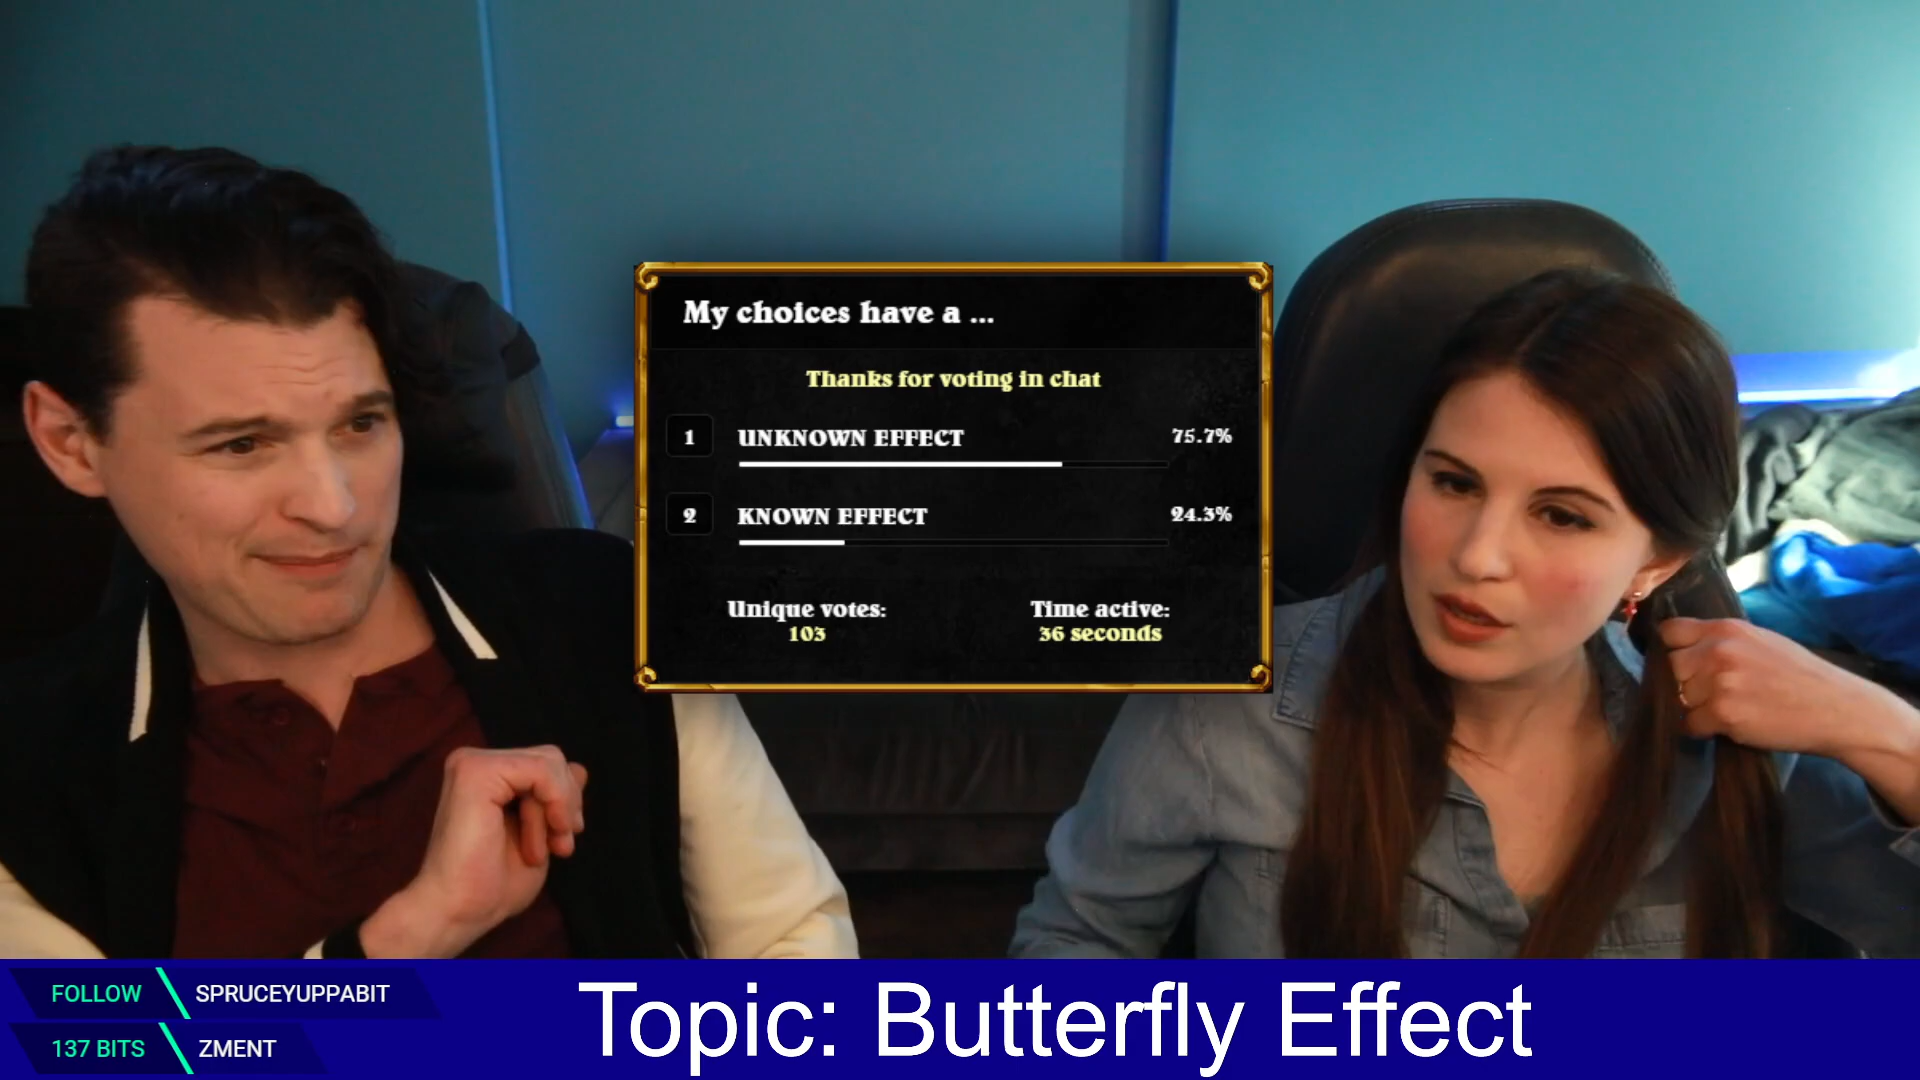 My choices have a ...
Thanks for voting in chat
1 UNKNOWN EFFECT 75.7%
2 KNOWN EFFECT 24.3%
Unique votes: Time active:
103 36 seconds
FOLLOW SPRUCEYUPPABIT
137 BITS ZMENT
Topic: Butterfly Effect